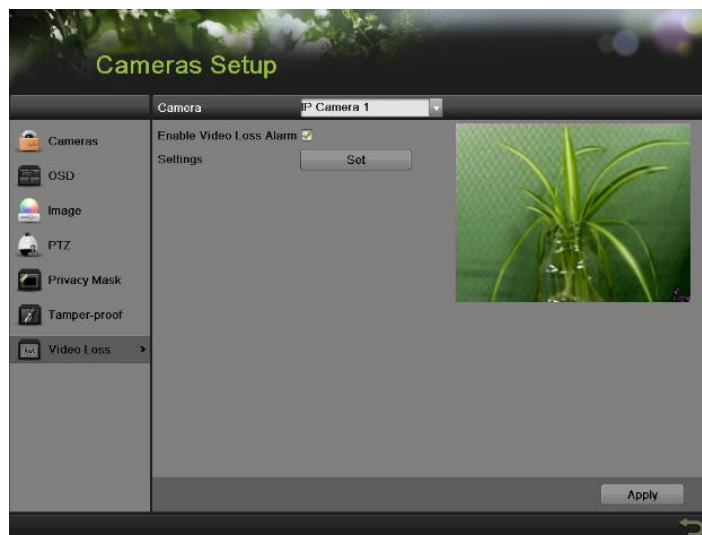 Cameras Setup
Camera IP Camera 1
Cameras
OSD
Image
PTZ
Privacy Mask
Tamper-proof
Video Loss
Enable Video Loss Alarm
Settings Set
Apply